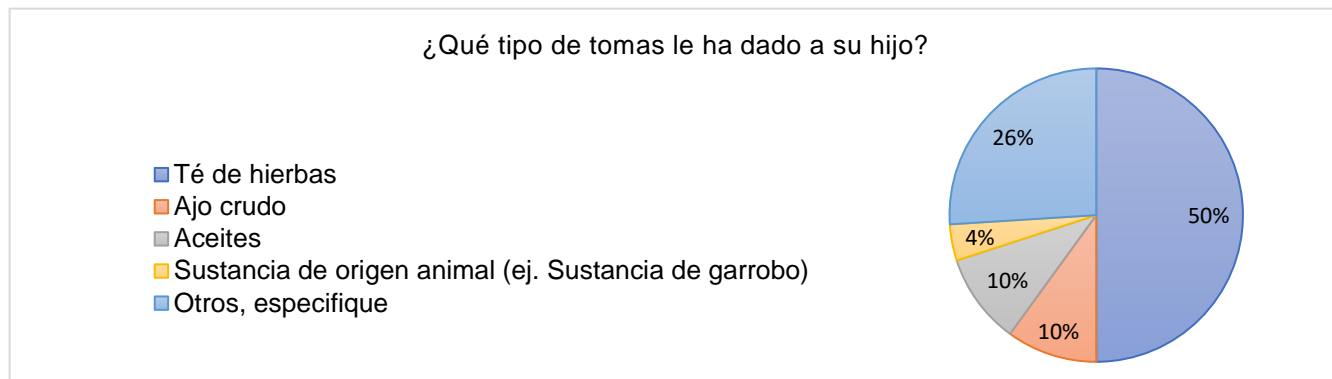 ¿Qué tipo de tomas le ha dado a su hijo?
Té de hierbas
Ajo crudo
Aceites
Sustancia de origen animal (ej. Sustancia de garrobo)
Otros, especifique
26%
50%
4%
10%
10%